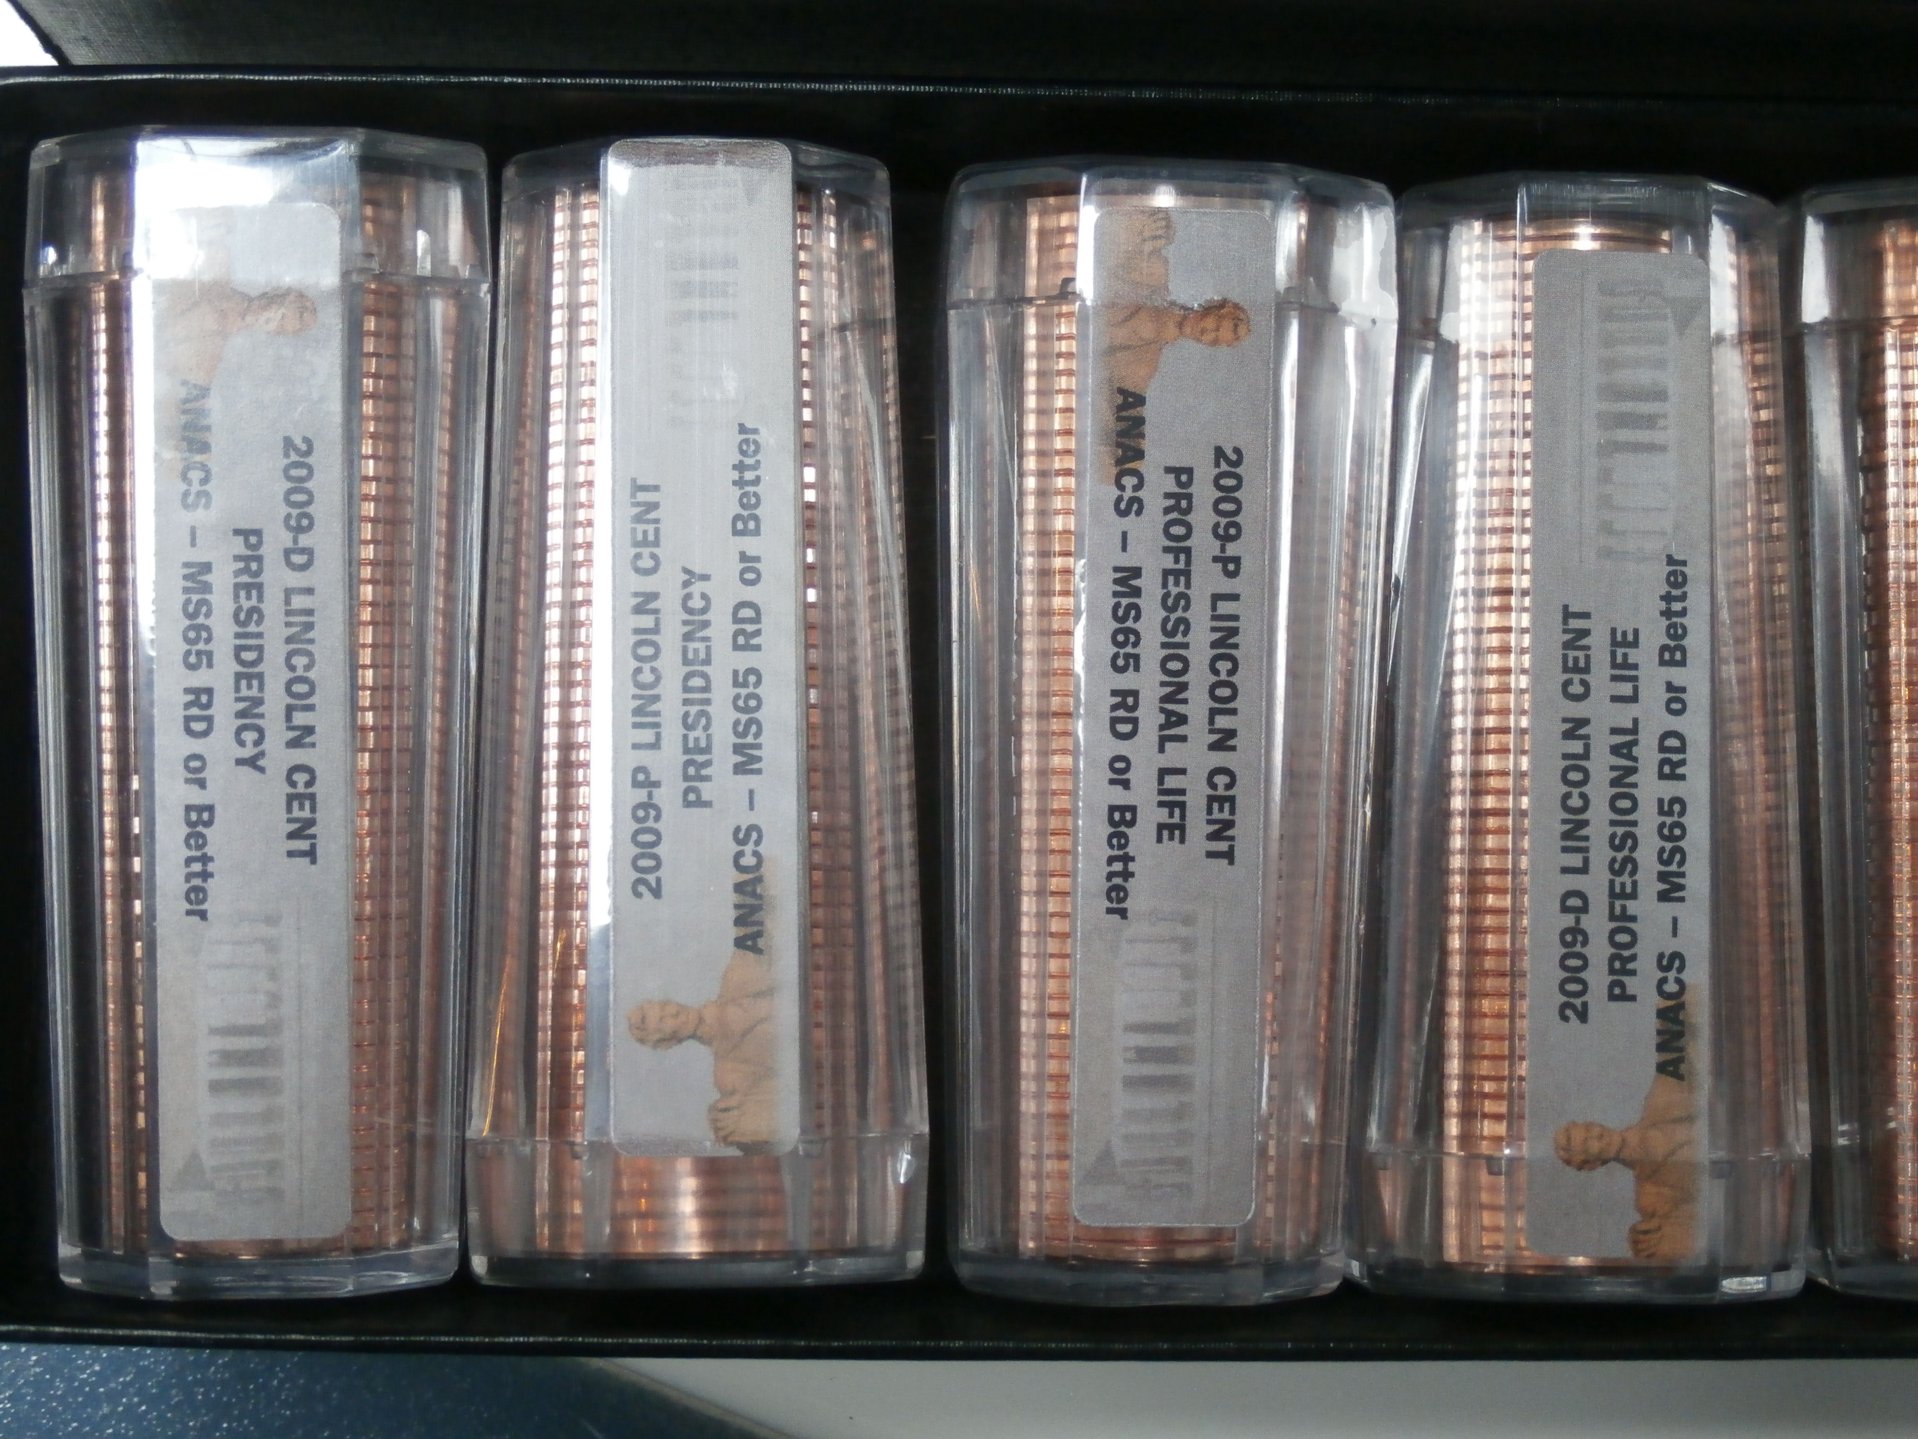 2009-D LINCOLN CENT
PRESIDENCY
ANACS – MS65 RD or Better
2009-P LINCOLN CENT
PRESIDENCY
ANACS – MS65 RD or Better
2009-P LINCOLN CENT
PROFESSIONAL LIFE
ANACS – MS65 RD or Better
2009-D LINCOLN CENT
PROFESSIONAL LIFE
ANACS – MS65 RD or Better